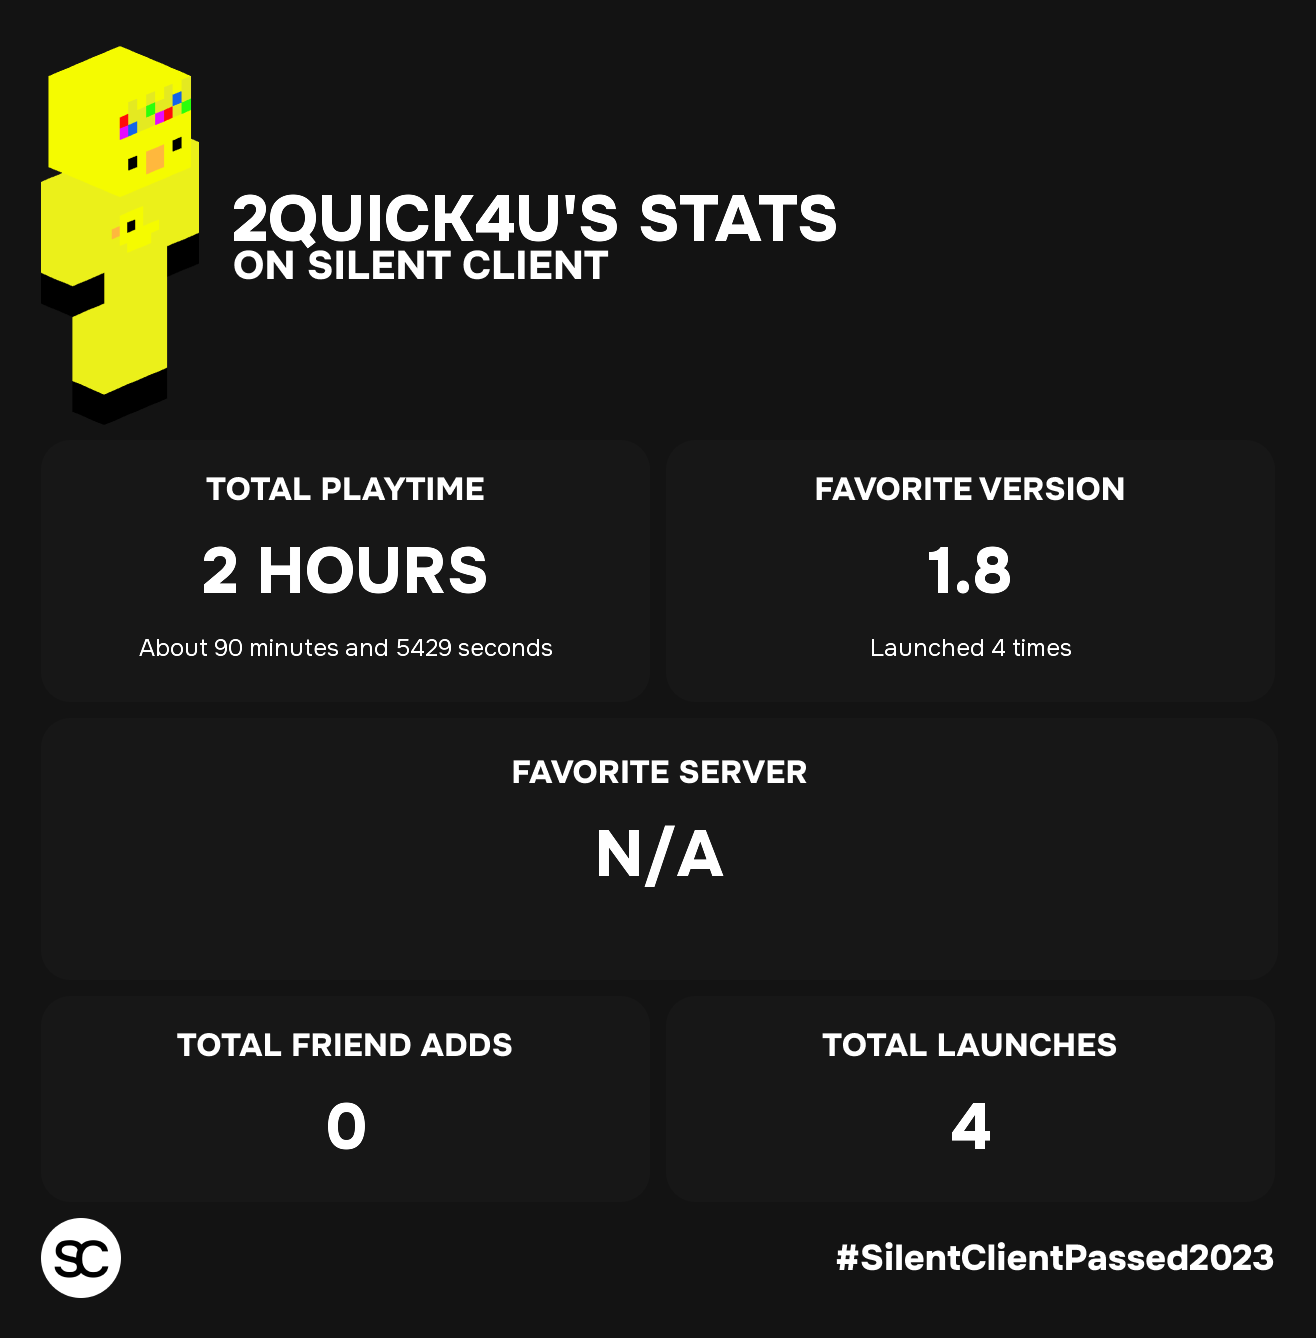 2QUICK4U'S STATS
ON SILENT CLIENT
TOTAL PLAYTIME
2 HOURS
About 90 minutes and 5429 seconds
FAVORITE VERSION
1.8
Launched 4 times
FAVORITE SERVER
N/A
TOTAL FRIEND ADDS
0
TOTAL LAUNCHES
4
SC
#SilentClientPassed2023